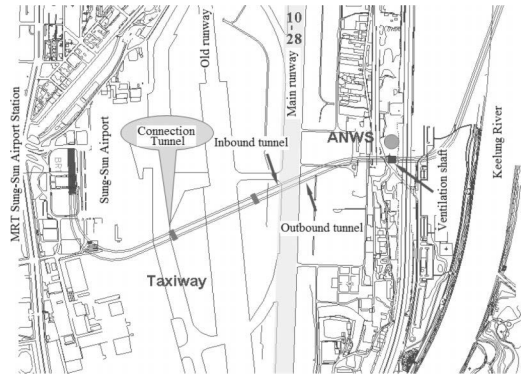 MRT Sung-Sun Airport Station
Sung-Sun Airport
Old runway
Main runway
10
-
28
Connection
Tunnel
Inbound tunnel
ANWS
Outbound tunnel
Ventilation shaft
Keelung River
Taxiway